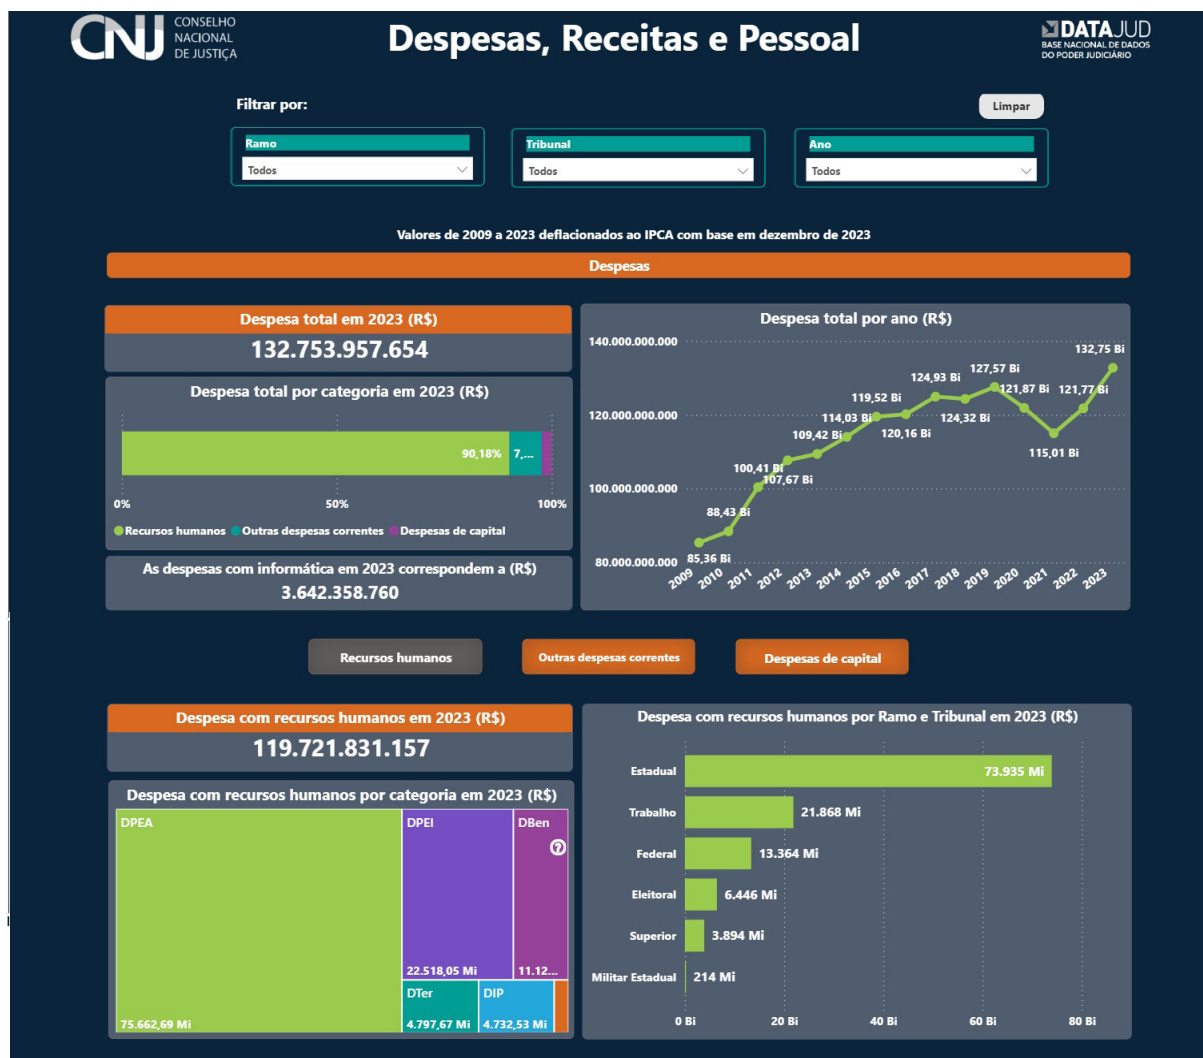 CNJ
CONSELHO
NACIONAL
DE JUSTIÇA
Despesas, Receitas e Pessoal
DATAJUD
BASE NACIONAL DE DADOS
DO PODER JUDICIÁRIO
Filtrar por:
Limpar
Ramo
Todos
Tribunal
Todos
Ano
Todos
Valores de 2009 a 2023 deflacionados ao IPCA com base em dezembro de 2023
Despesas
Despesa total em 2023 (R$)
132.753.957.654
Despesa total por categoria em 2023 (R$)
90,18% 7,...
0% 50% 100%
Recursos humanos Outras despesas correntes Despesas de capital
As despesas com informática em 2023 correspondem a (R$)
3.642.358.760
Despesa total por ano (R$)
140.000.000.000
120.000.000.000
100.000.000.000
80.000.000.000
85,36 Bi
88,43 Bi
100,41 Bi
107,67 Bi
109,42 Bi
114,03 Bi
119,52 Bi
120,16 Bi
124,93 Bi
124,32 Bi
127,57 Bi
121,87 Bi
115,01 Bi
121,77 Bi
132,75 Bi
2009 2010 2011 2012 2013 2014 2015 2016 2017 2018 2019 2020 2021 2022 2023
Recursos humanos
Outras despesas correntes
Despesas de capital
Despesa com recursos humanos em 2023 (R$)
119.721.831.157
Despesa com recursos humanos por categoria em 2023 (R$)
DPEA
75.662,69 Mi
DPEI
22.518,05 Mi
DBen
?
11.12...
DTer
4.797,67 Mi
DIP
4.732,53 Mi
Despesa com recursos humanos por Ramo e Tribunal em 2023 (R$)
Estadual 73.935 Mi
Trabalho 21.868 Mi
Federal 13.364 Mi
Eleitoral 6.446 Mi
Superior 3.894 Mi
Militar Estadual 214 Mi
0 Bi 20 Bi 40 Bi 60 Bi 80 Bi